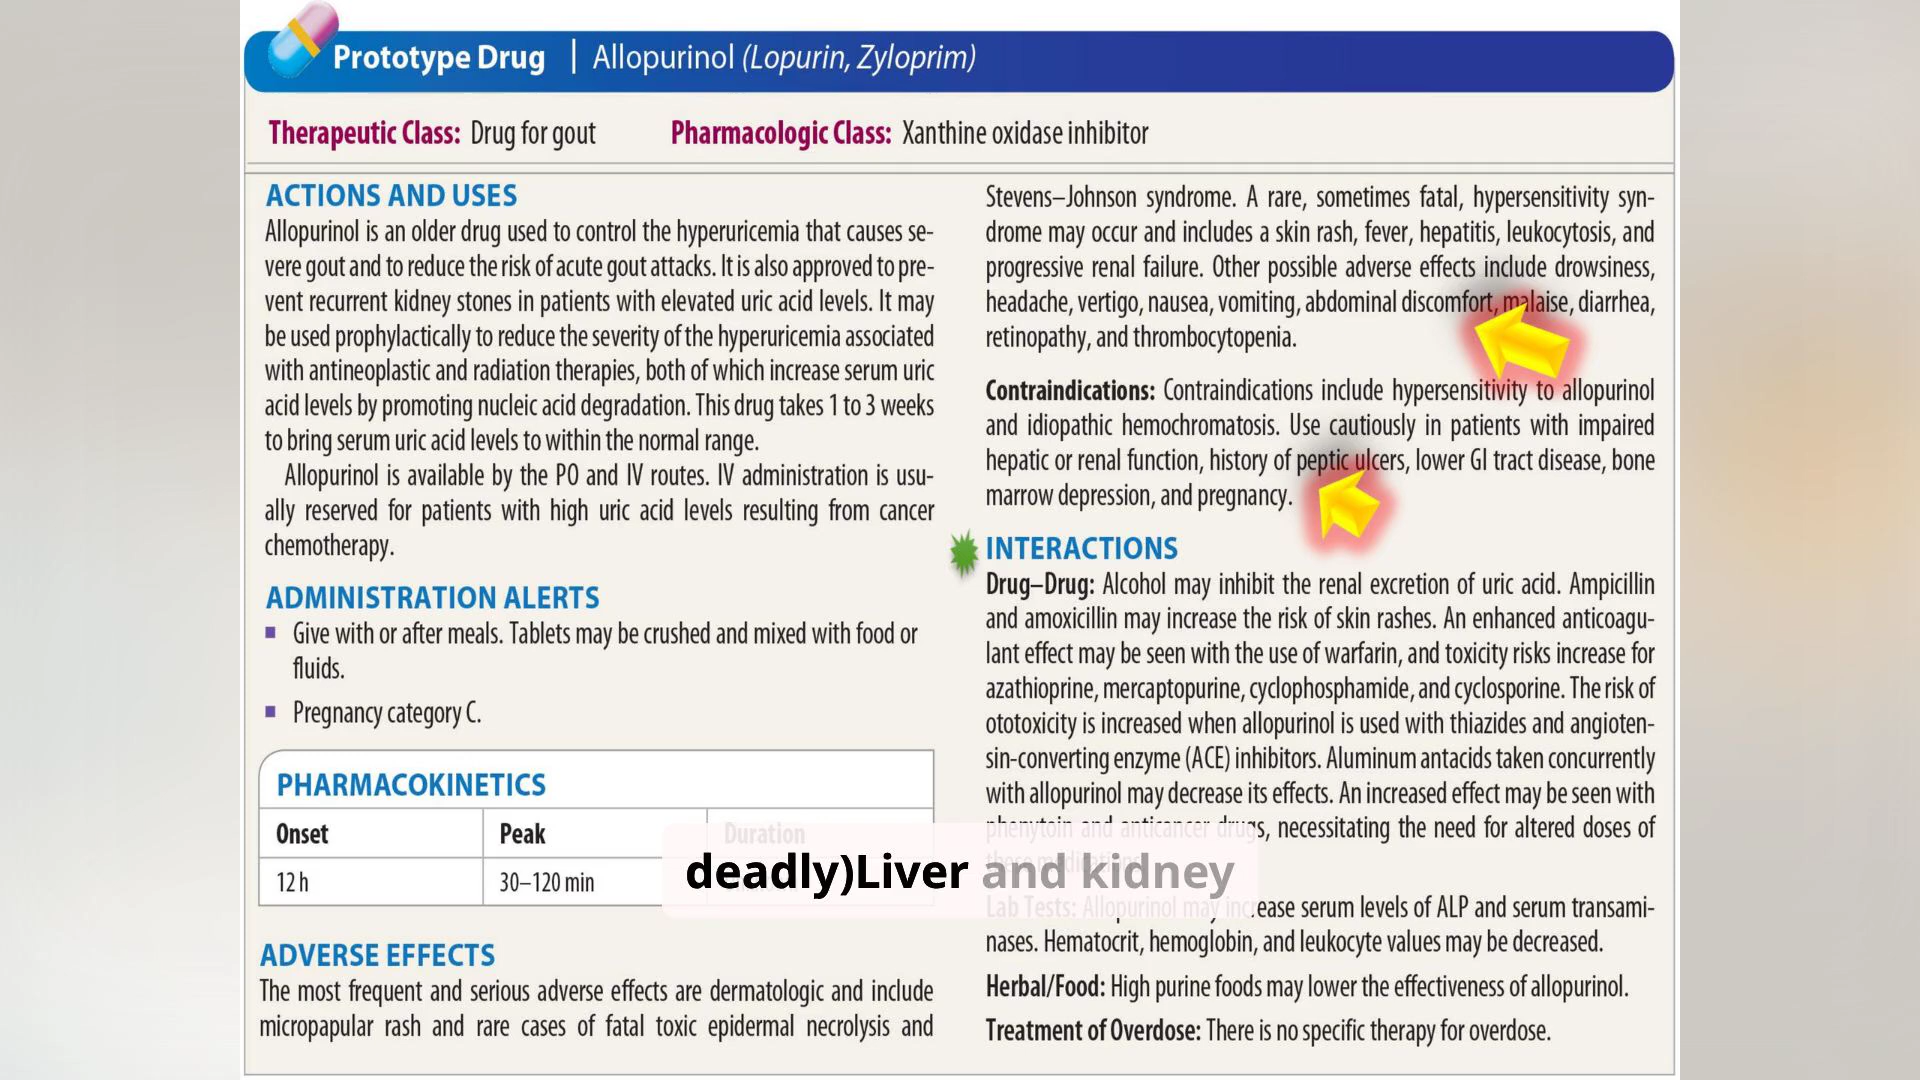 Prototype Drug | Allopurinol (Lopurin, Zyloprim)
Therapeutic Class: Drug for gout Pharmacologic Class: Xanthine oxidase inhibitor
ACTIONS AND USES
Allopurinol is an older drug used to control the hyperuricemia that causes se-
vere gout and to reduce the risk of acute gout attacks. It is also approved to pre-
vent recurrent kidney stones in patients with elevated uric acid levels. It may
be used prophylactically to reduce the severity of the hyperuricemia associated
with antineoplastic and radiation therapies, both of which increase serum uric
acid levels by promoting nucleic acid degradation. This drug takes 1 to 3 weeks
to bring serum uric acid levels to within the normal range.
Allopurinol is available by the PO and IV routes. IV administration is usu-
ally reserved for patients with high uric acid levels resulting from cancer
chemotherapy.
ADMINISTRATION ALERTS
Give with or after meals. Tablets may be crushed and mixed with food or
fluids.
Pregnancy category C.
PHARMACOKINETICS
Onset Peak Duration
12 h 30–120 min
ADVERSE EFFECTS
The most frequent and serious adverse effects are dermatologic and include
micropapular rash and rare cases of fatal toxic epidermal necrolysis and
Stevens–Johnson syndrome. A rare, sometimes fatal, hypersensitivity syn-
drome may occur and includes a skin rash, fever, hepatitis, leukocytosis, and
progressive renal failure. Other possible adverse effects include drowsiness,
headache, vertigo, nausea, vomiting, abdominal discomfort, malaise, diarrhea,
retinopathy, and thrombocytopenia.
Contraindications: Contraindications include hypersensitivity to allopurinol
and idiopathic hemochromatosis. Use cautiously in patients with impaired
hepatic or renal function, history of peptic ulcers, lower GI tract disease, bone
marrow depression, and pregnancy.
INTERACTIONS
Drug–Drug: Alcohol may inhibit the renal excretion of uric acid. Ampicillin
and amoxicillin may increase the risk of skin rashes. An enhanced anticoagu-
lant effect may be seen with the use of warfarin, and toxicity risks increase for
azathioprine, mercaptopurine, cyclophosphamide, and cyclosporine. The risk of
ototoxicity is increased when allopurinol is used with thiazides and angioten-
sin-converting enzyme (ACE) inhibitors. Aluminum antacids taken concurrently
with allopurinol may decrease its effects. An increased effect may be seen with
phenytoin and anticancer drugs, necessitating the need for altered doses of
deadly)Liver and kidney
Lab Tests: Allopurinol may increase serum levels of ALP and serum transami-
nases. Hematocrit, hemoglobin, and leukocyte values may be decreased.
Herbal/Food: High purine foods may lower the effectiveness of allopurinol.
Treatment of Overdose: There is no specific therapy for overdose.